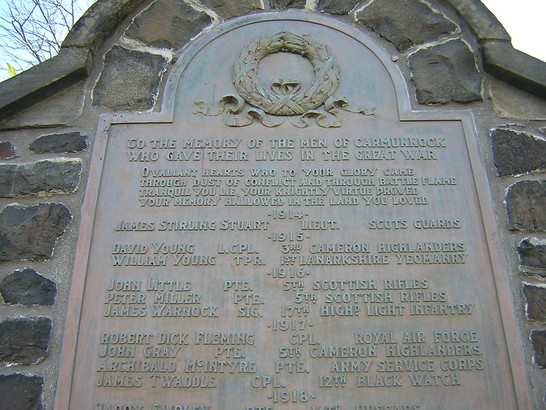 TO THE MEMORY OF THE MEN OF CARMUNNOCK
WHO GAVE THEIR LIVES IN THE GREAT WAR
O VALIANT HEARTS WHO TO YOUR GLORY CAME
THROUGH DUST OF CONFLICT AND THROUGH BATTLE FLAME
TRANQUIL YOU LIE, YOUR KNIGHTLY VIRTUE PROVED
YOUR MEMORY HALLOWED IN THE LAND YOU LOVED
-1914-
JAMES STIRLING STUART LIEUT. SCOTS GUARDS
-1915-
DAVID YOUNG L.CPL. 3RD CAMERON HIGHLANDERS
WILLIAM YOUNG TPR. 1ST LANARKSHIRE YEOMANRY
-1916-
JOHN LITTLE PTE. 5TH SCOTTISH RIFLES
PETER MILLER PTE. 5TH SCOTTISH RIFLES
JAMES WARNOCK SIG. 17TH HIGHD LIGHT INFANTRY
-1917-
ROBERT DICK FLEMING CPL. ROYAL AIR FORCE
JOHN GRAY PTE. 5TH CAMERON HIGHLANDERS
ARCHIBALD MCINTYRE PTE. ARMY SERVICE CORPS
JAMES TWADDLE CPL. 12TH BLACK WATCH
-1918-
HUSSARS